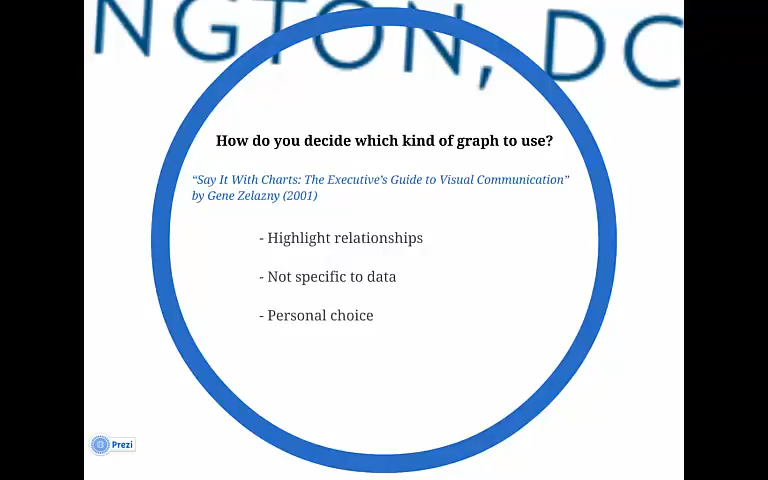 NGTON, DC
How do you decide which kind of graph to use?
“Say It With Charts: The Executive’s Guide to Visual Communication”
by Gene Zelazny (2001)
- Highlight relationships
- Not specific to data
- Personal choice
Prezi